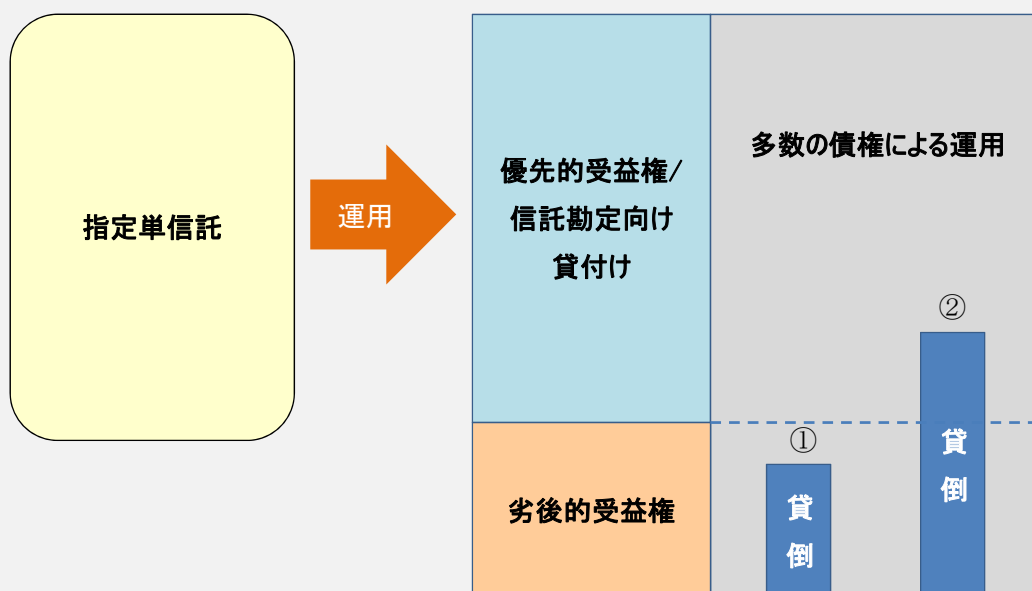 指定単信託
運用
優先的受益権/
信託勘定向け
貸付け
劣後的受益権
多数の債権による運用
①
貸
倒
②
貸
倒